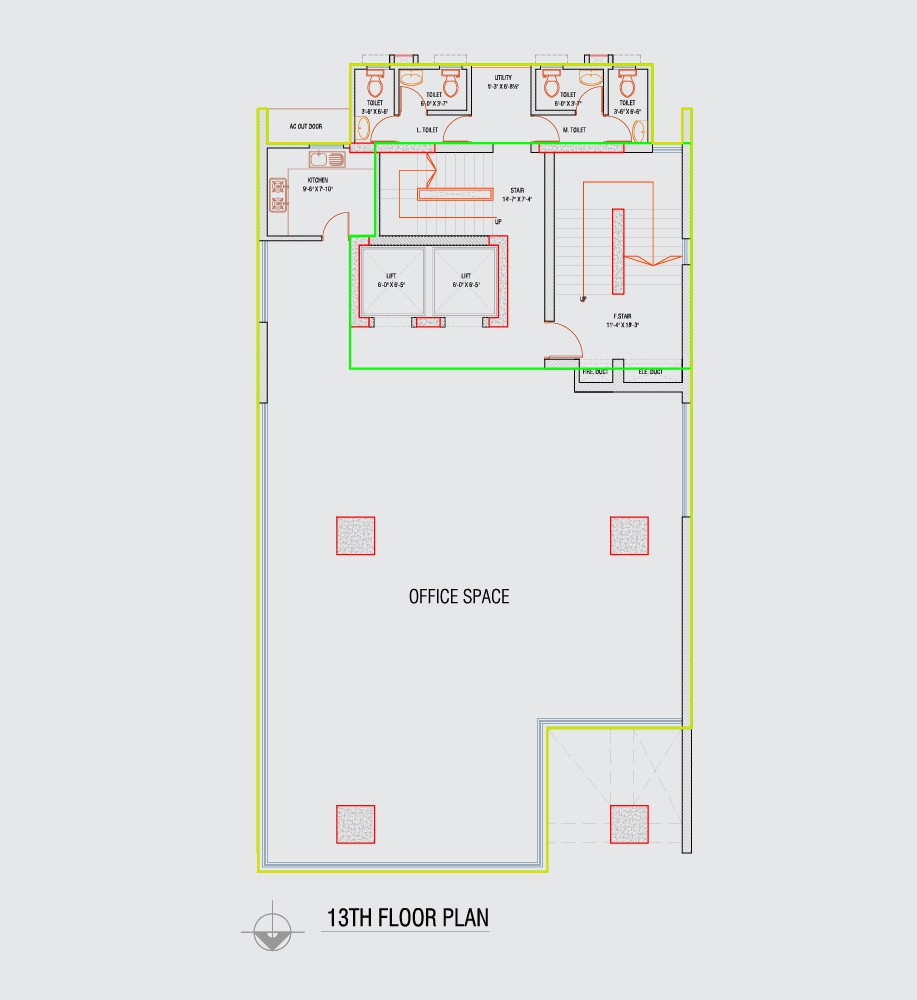 UTILITY
5'-3" X 6'-8½"
TOILET
3'-6" X 6'-6"
TOILET
6'-0" X 3'-7"
TOILET
6'-0" X 3'-7"
TOILET
3'-6" X 6'-6"
AC OUT DOOR
L. TOILET
M. TOILET
KITCHEN
9'-6" X 7'-10"
STAIR
14'-7" X 7'-4"
UP
LIFT
6'-0" X 6'-5"
LIFT
6'-0" X 6'-5"
UP
F.STAIR
11'-4" X 18'-3"
FIRE. DUCT
ELE. DUCT
OFFICE SPACE
13TH FLOOR PLAN